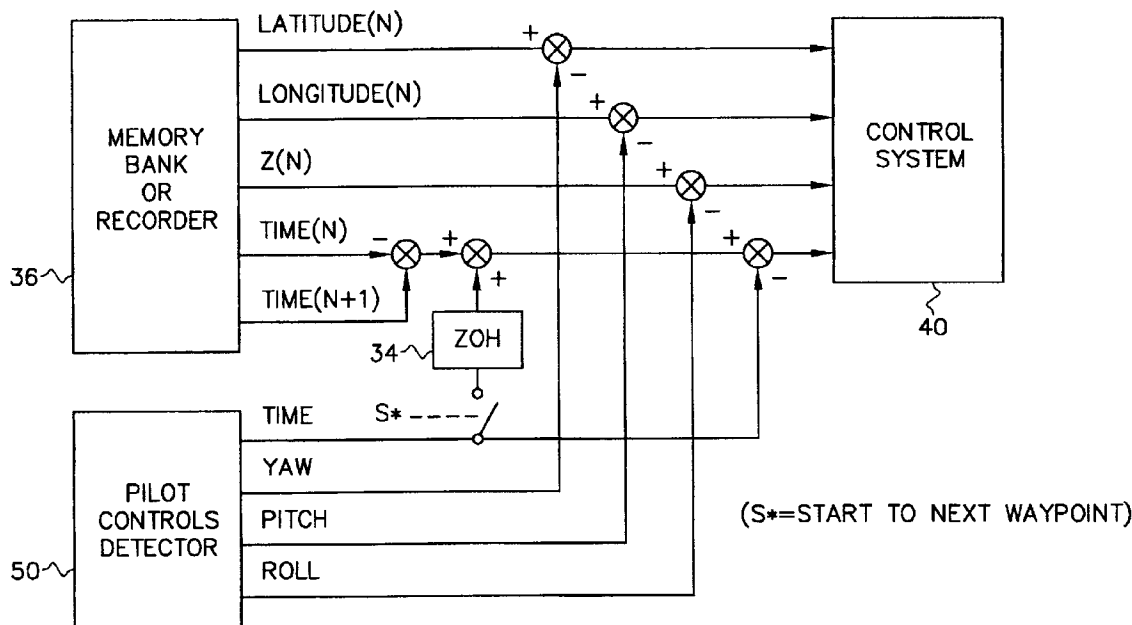 LATITUDE(N)
+
−
LONGITUDE(N)
+
−
MEMORY
BANK
OR
RECORDER
CONTROL
SYSTEM
Z(N)
+
−
TIME(N)
−
+
+
+
−
36
TIME(N+1)
40
34
ZOH
S*
TIME
YAW
PILOT
CONTROLS
DETECTOR
PITCH
(S*=START TO NEXT WAYPOINT)
50
ROLL